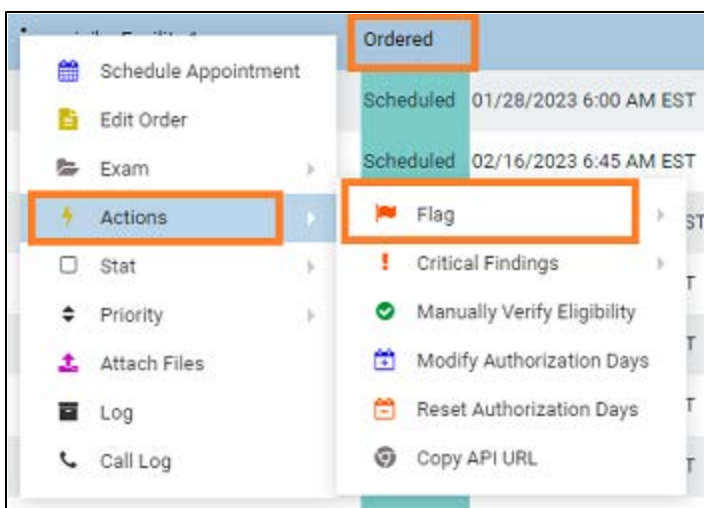 Ordered
Schedule Appointment
Scheduled 01/28/2023 6:00 AM EST
Edit Order
Exam
Scheduled 02/16/2023 6:45 AM EST
Actions
Flag
ST
Stat
Critical Findings
T
Priority
Manually Verify Eligibility
T
Attach Files
Modify Authorization Days
Log
Reset Authorization Days
T
Call Log
Copy API URL
T